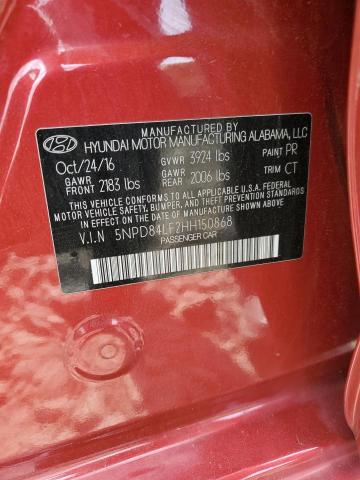 MANUFACTURED BY
HYUNDAI MOTOR MANUFACTURING ALABAMA, LLC
Oct/24/16 GVWR 3924 lbs PAINT PR
GAWR FRONT 2183 lbs GAWR REAR 2006 lbs TRIM CT
THIS VEHICLE CONFORMS TO ALL APPLICABLE U.S.A. FEDERAL
MOTOR VEHICLE SAFETY, BUMPER, AND THEFT PREVENTION STANDARDS
IN EFFECT ON THE DATE OF MANUFACTURE SHOWN ABOVE.
V.I.N 5NPD84LF2HH150868
PASSENGER CAR